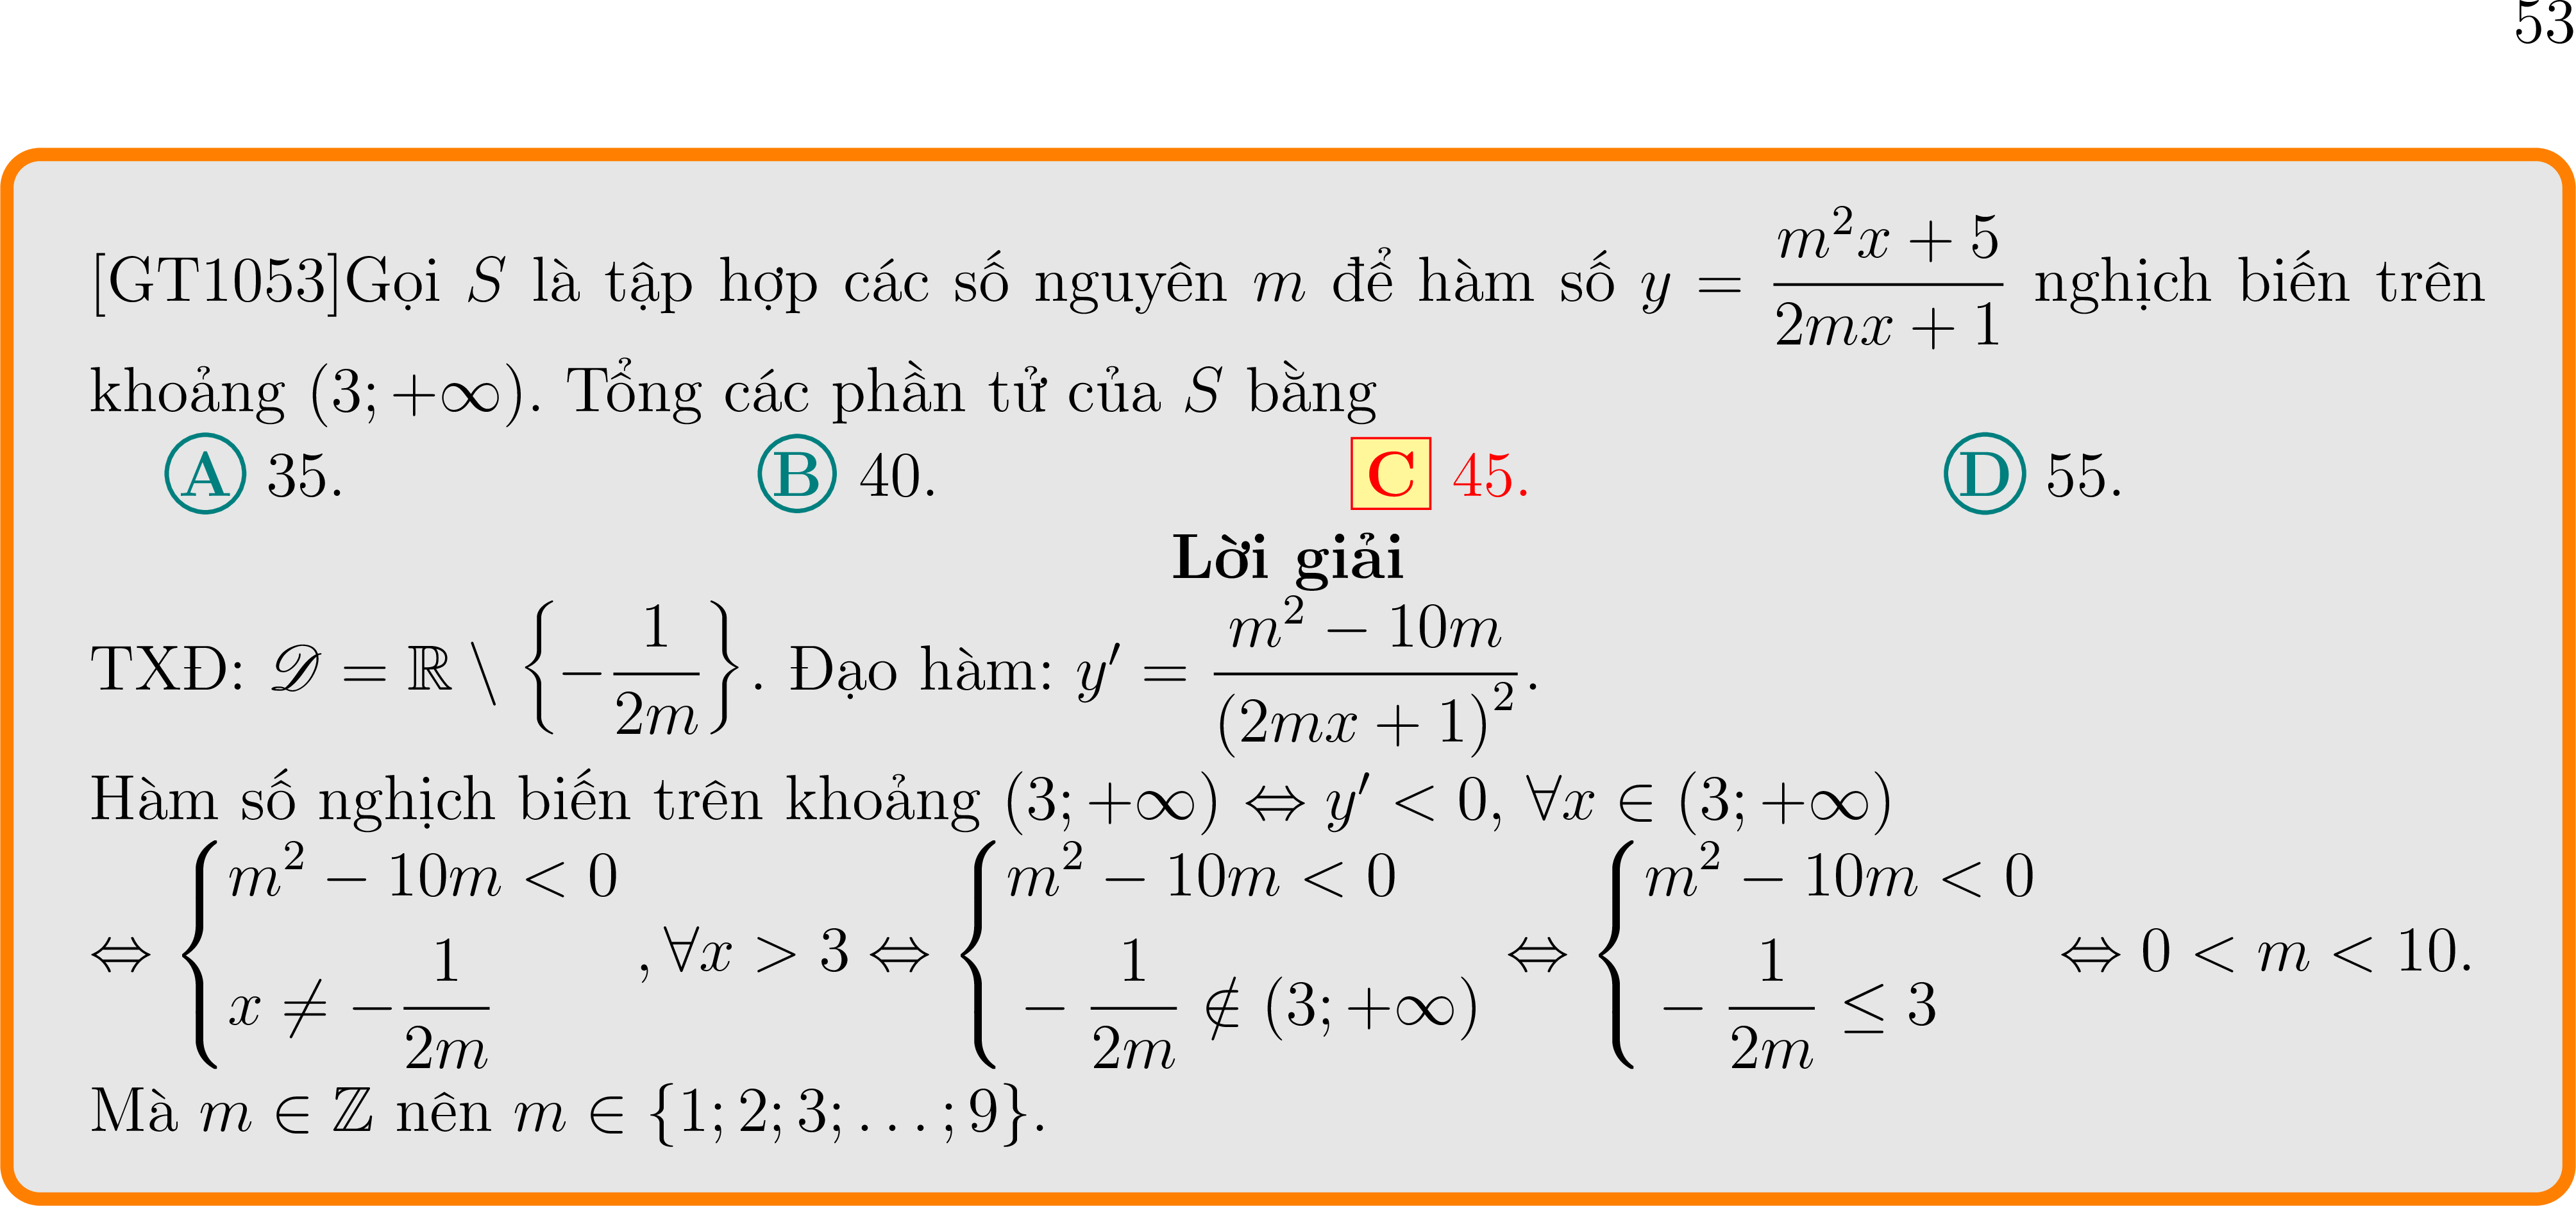 53
[GT1053]Gọi $S$ là tập hợp các số nguyên $m$ để hàm số $y = \dfrac{m^2x + 5}{2mx + 1}$ nghịch biến trên
khoảng $(3; +\infty)$. Tổng các phần tử của $S$ bằng
A 35. B 40. C 45. D 55.
Lời giải
TXĐ: $\mathscr{D} = \mathbb{R} \setminus \left\{-\dfrac{1}{2m}\right\}$. Đạo hàm: $y' = \dfrac{m^2 - 10m}{(2mx + 1)^2}$.
Hàm số nghịch biến trên khoảng $(3; +\infty) \Leftrightarrow y' < 0, \forall x \in (3; +\infty)$
$\Leftrightarrow \begin{cases} m^2 - 10m < 0 \\ x \neq -\dfrac{1}{2m} \end{cases}, \forall x > 3 \Leftrightarrow \begin{cases} m^2 - 10m < 0 \\ -\dfrac{1}{2m} \notin (3; +\infty) \end{cases} \Leftrightarrow \begin{cases} m^2 - 10m < 0 \\ -\dfrac{1}{2m} \leq 3 \end{cases} \Leftrightarrow 0 < m < 10.$
Mà $m \in \mathbb{Z}$ nên $m \in \{1; 2; 3; \ldots; 9\}$.